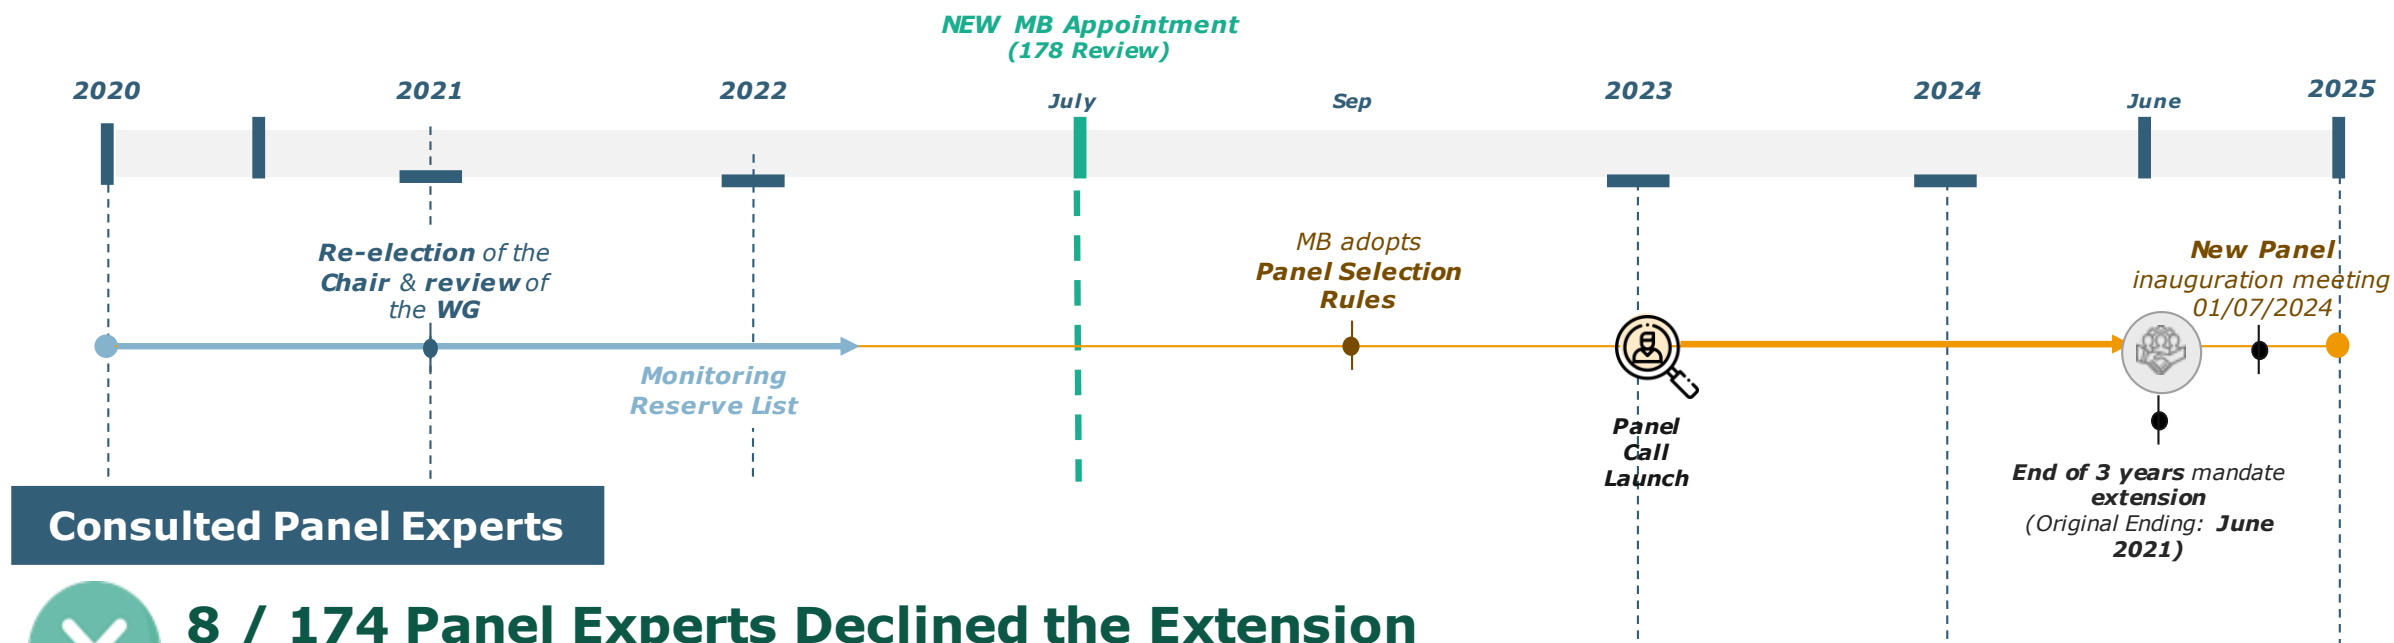 NEW MB Appointment
(178 Review)
2020
2021
2022
July
Sep
2023
2024
June
2025
Re-election of the
Chair & review of
the WG
MB adopts
Panel Selection
Rules
New Panel
inauguration meeting
01/07/2024
Monitoring
Reserve List
Panel
Call
Launch
End of 3 years mandate
extension
(Original Ending: June
2021)
Consulted Panel Experts
8 / 174 Panel Experts Declined the Extension